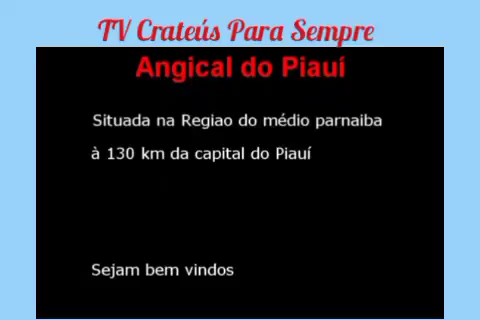 TV Crateús Para Sempre
Angical do Piauí
Situada na Regiao do médio parnaiba
à 130 km da capital do Piauí
Sejam bem vindos